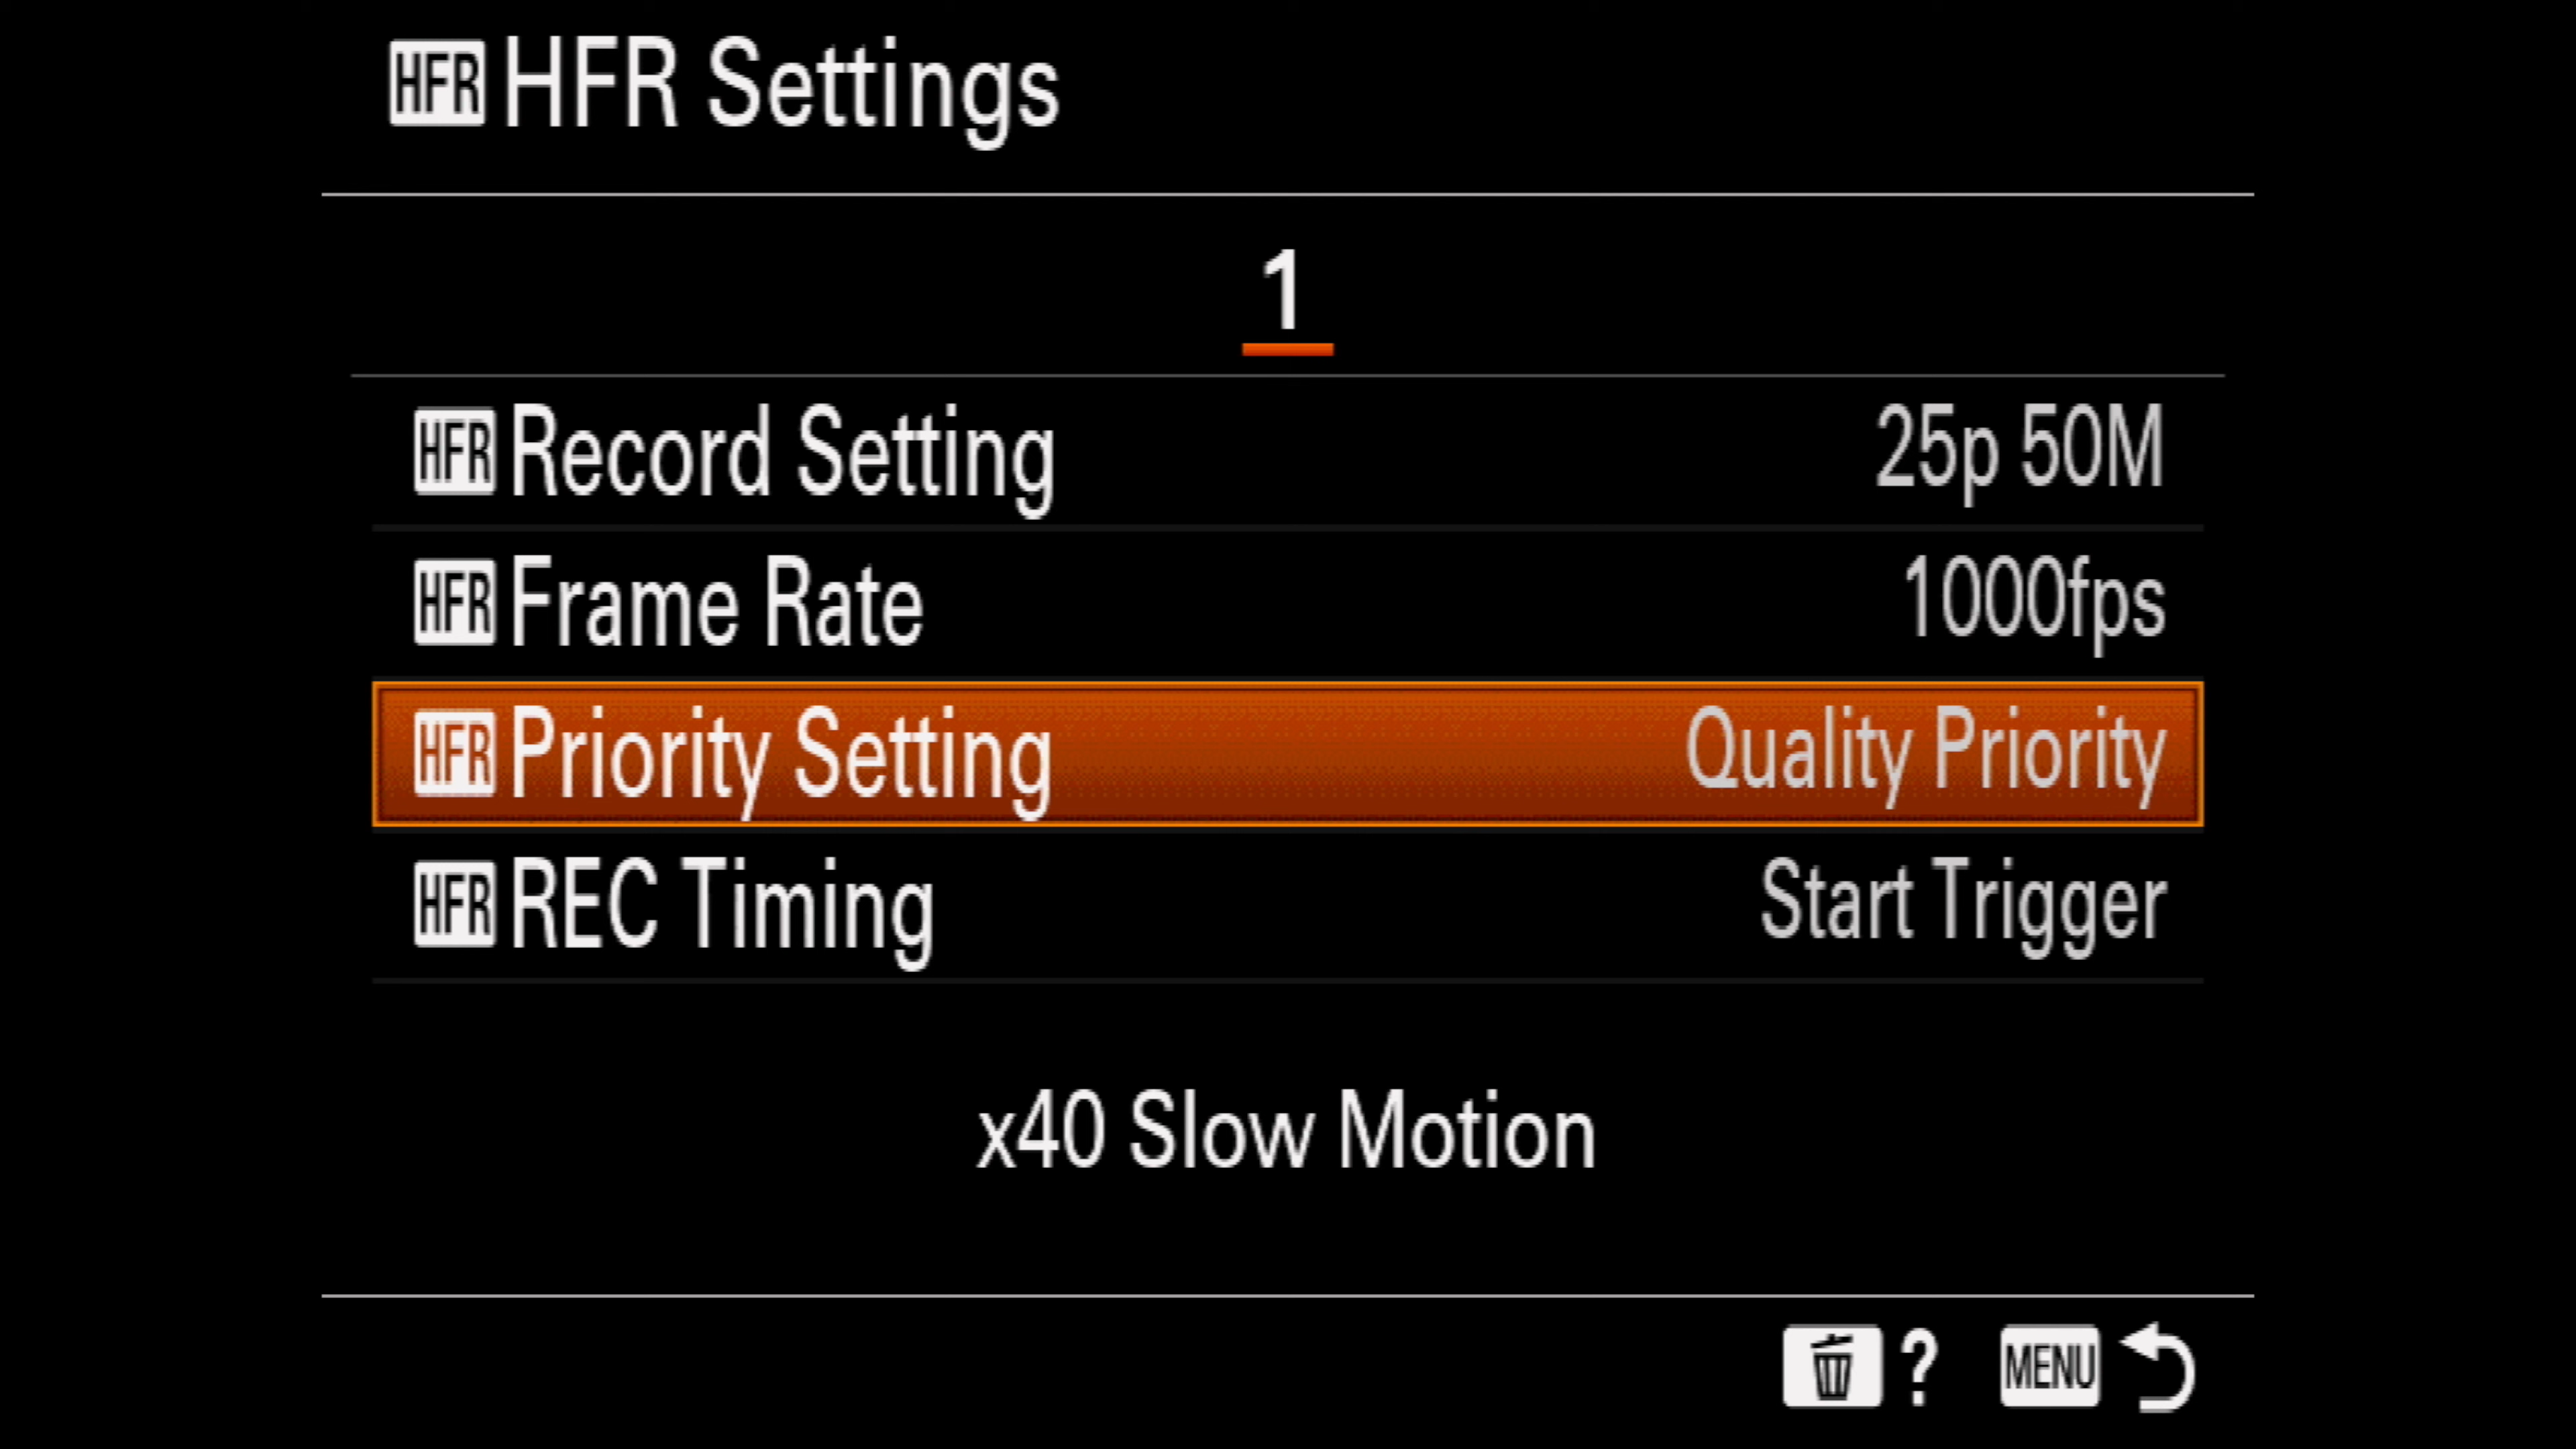 HFR HFR Settings
1
HFR Record Setting 25p 50M
HFR Frame Rate 1000fps
HFR Priority Setting Quality Priority
HFR REC Timing Start Trigger
x40 Slow Motion
? MENU